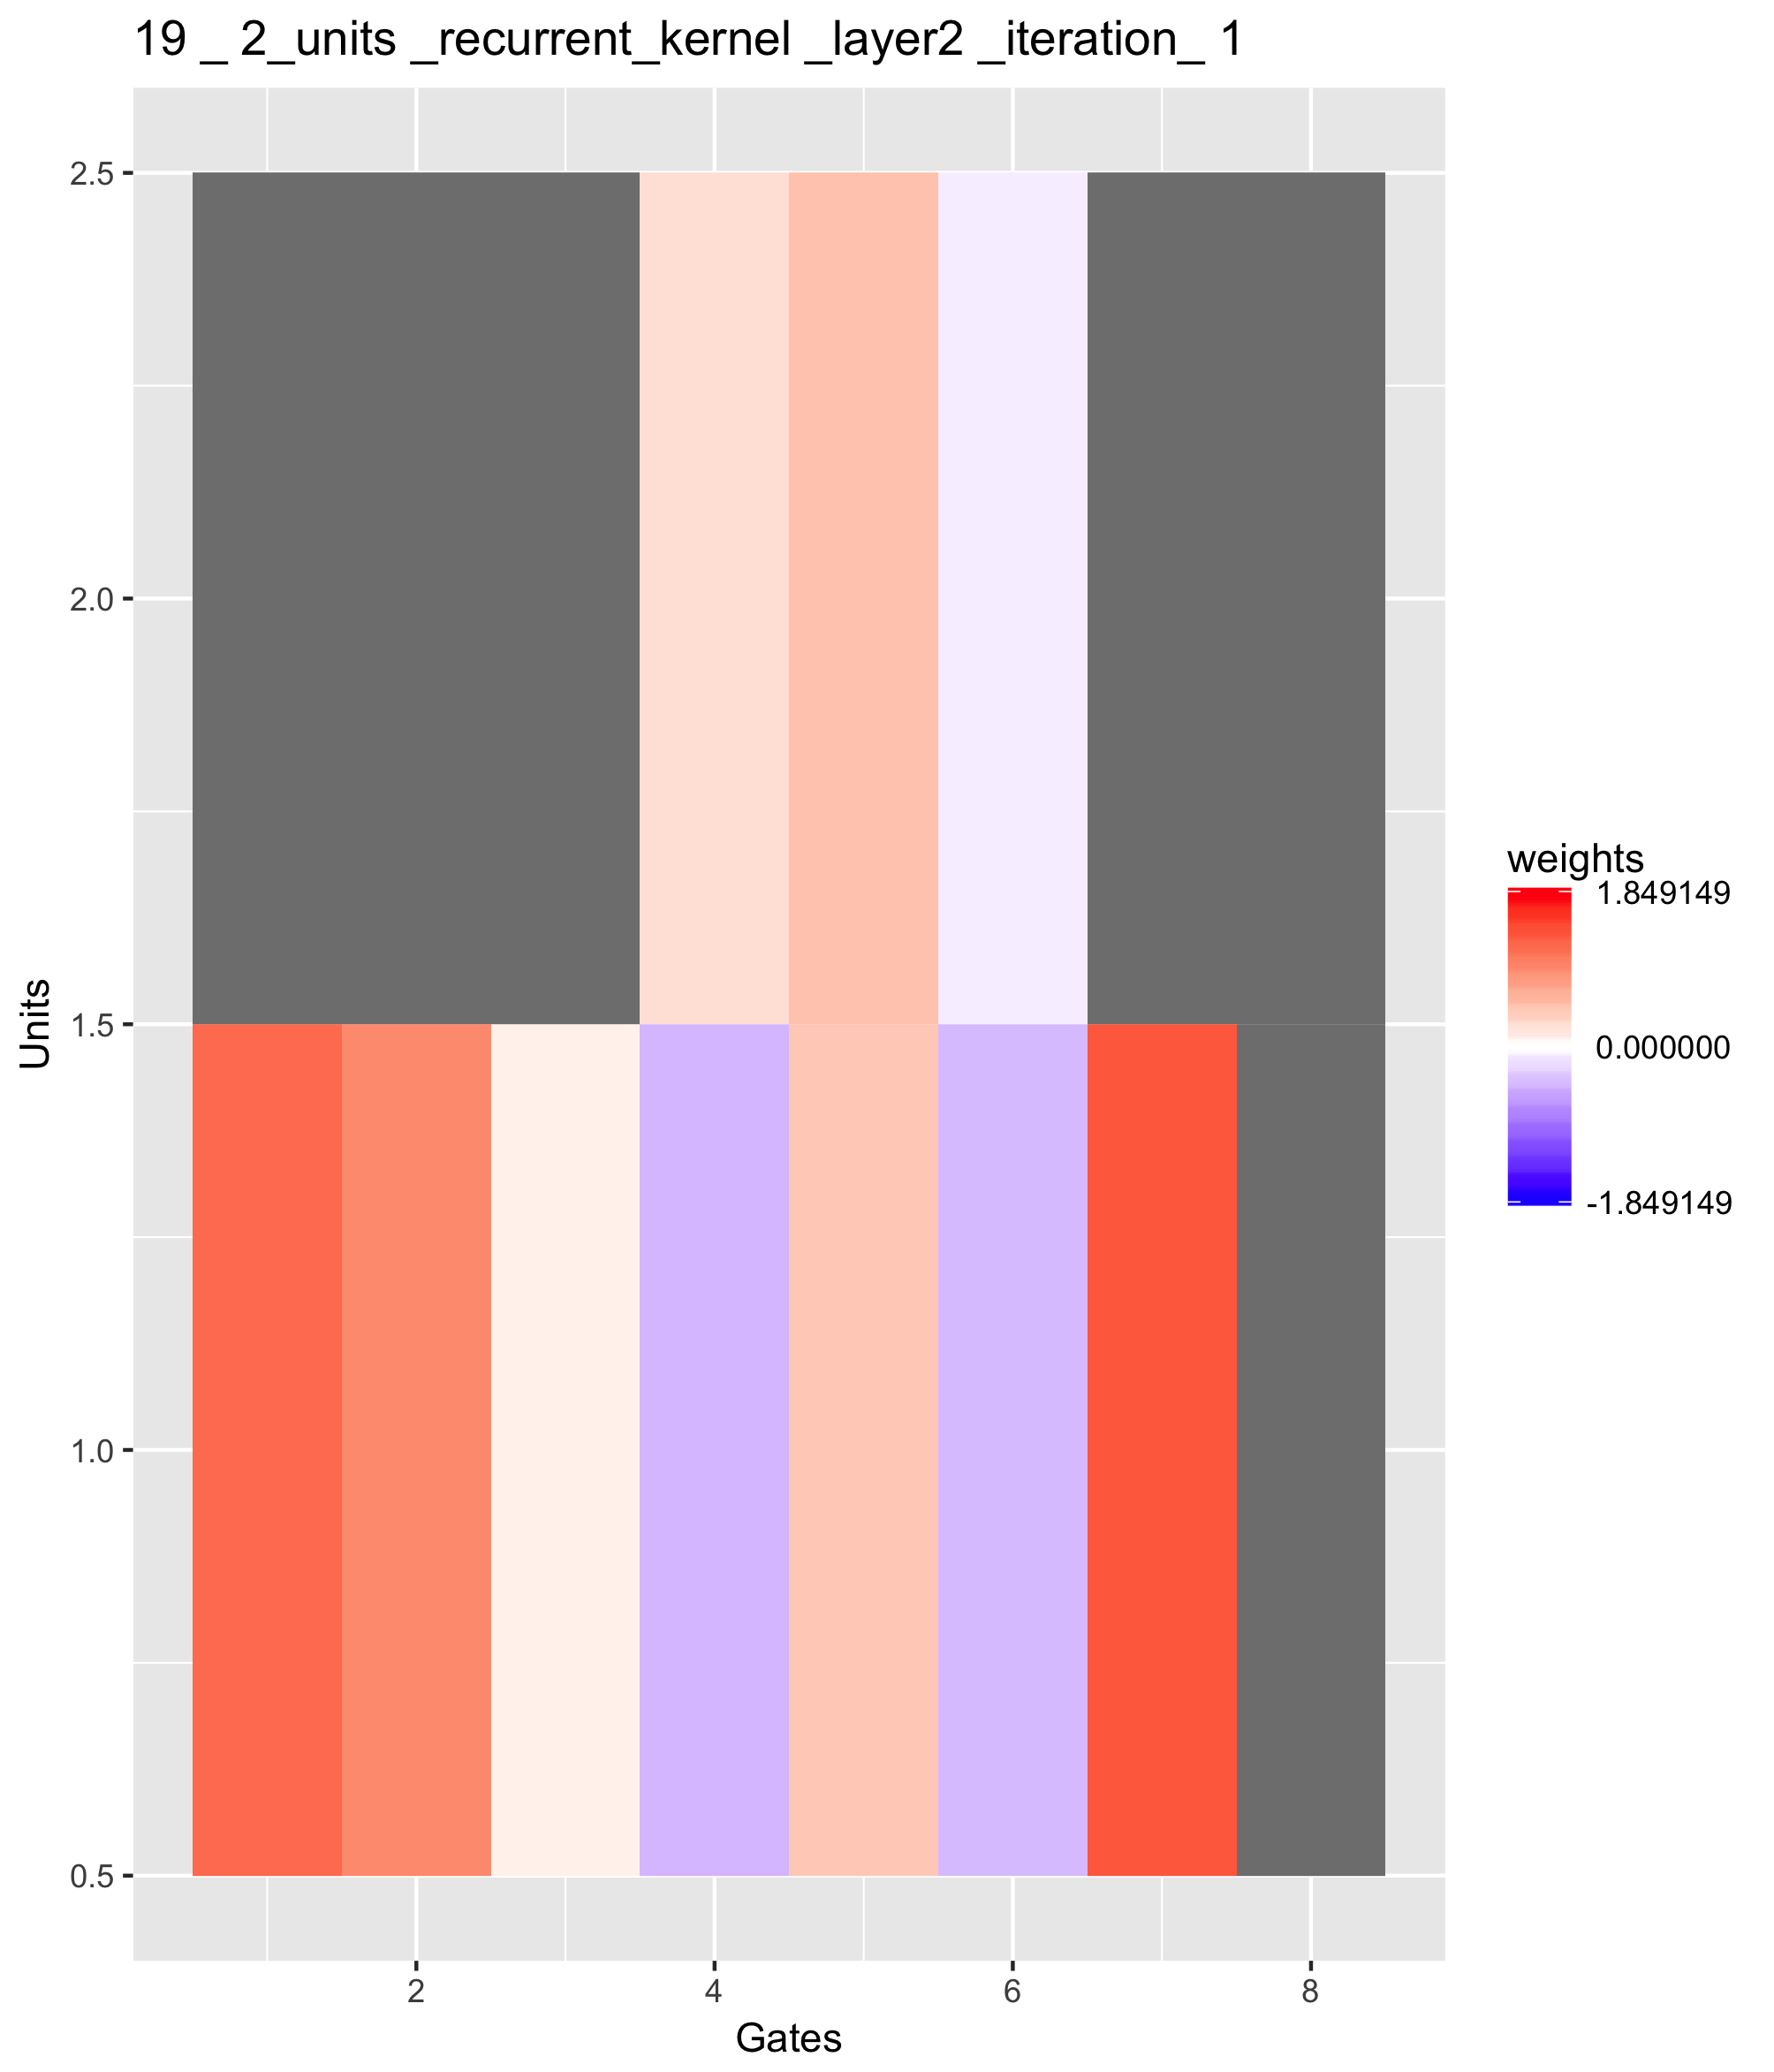 19 _ 2_units _recurrent_kernel _layer2 _iteration_ 1
2.5
2.0
1.5
1.0
0.5
Units
2 4 6 8
Gates
weights
1.849149
0.000000
-1.849149